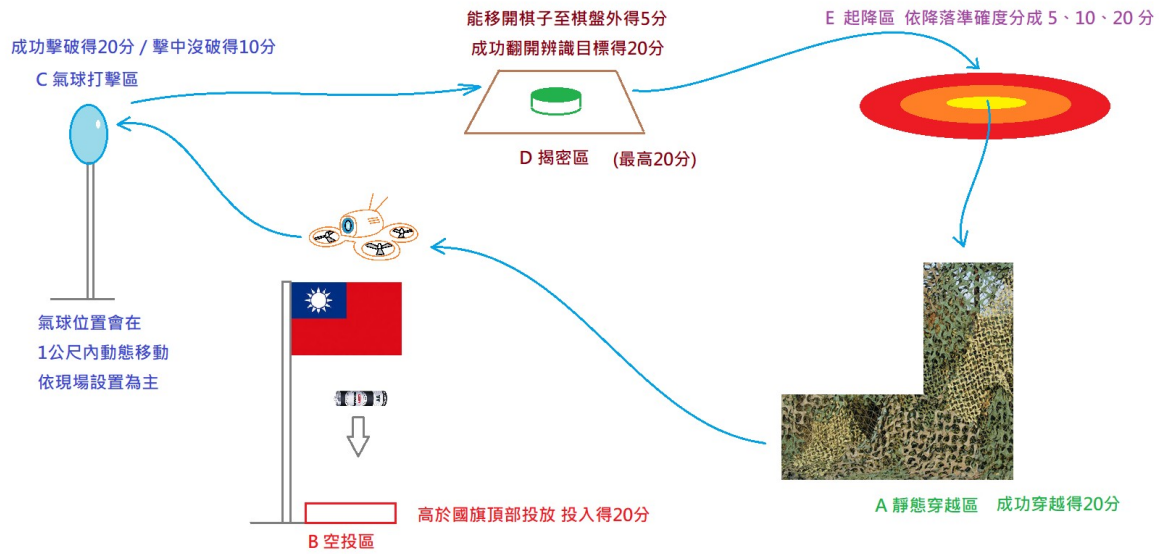 能移開棋子至棋盤外得5分
成功翻開辨識目標得20分
E 起降區 依降落準確度分成 5、10、20 分
成功擊破得20分 / 擊中沒破得10分
C 氣球打擊區
D 揭密區 (最高20分)
氣球位置會在
1公尺內動態移動
依現場設置為主
高於國旗頂部投放 投入得20分
B 空投區
A 靜態穿越區 成功穿越得20分